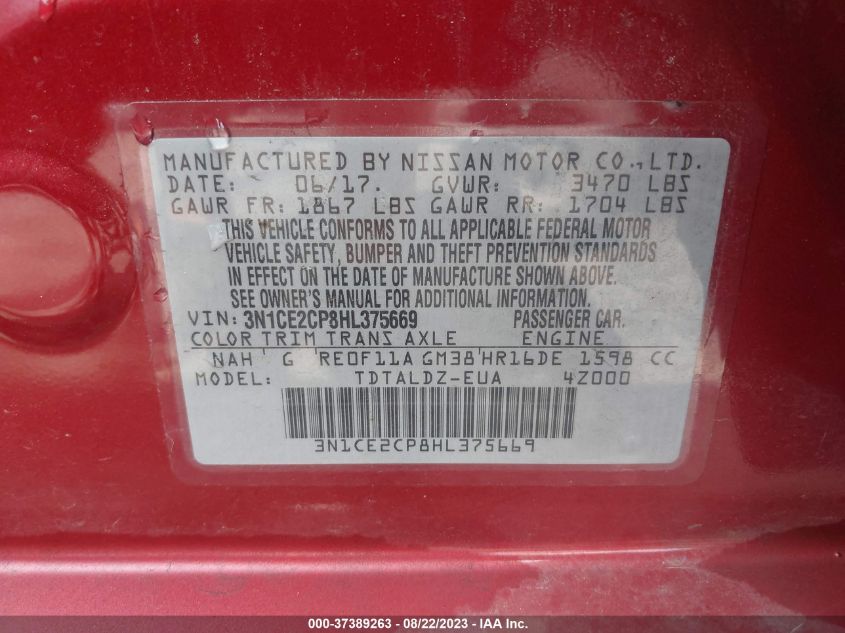 MANUFACTURED BY NISSAN MOTOR CO., LTD.
DATE: 06/17. GVWR: 3470 LBS
GAWR FR: 1867 LBS GAWR RR: 1704 LBS
THIS VEHICLE CONFORMS TO ALL APPLICABLE FEDERAL MOTOR
VEHICLE SAFETY, BUMPER AND THEFT PREVENTION STANDARDS
IN EFFECT ON THE DATE OF MANUFACTURE SHOWN ABOVE.
SEE OWNER'S MANUAL FOR ADDITIONAL INFORMATION.
VIN: 3N1CE2CP8HL375669 PASSENGER CAR.
COLOR TRIM TRANS AXLE ENGINE
NAH G RE0F11A GM38 HR16DE 1598 CC
MODEL: TDTALDZ-EUA 4Z000
3N1CE2CP8HL375669
000-37389263 - 08/22/2023 - IAA Inc.